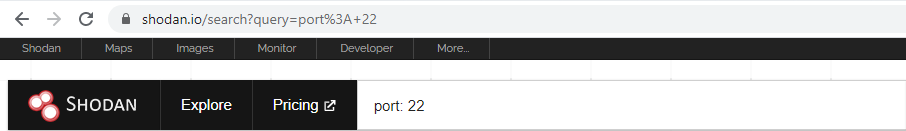 shodan.io/search?query=port%3A+22
Shodan Maps Images Monitor Developer More...
SHODAN Explore Pricing port: 22